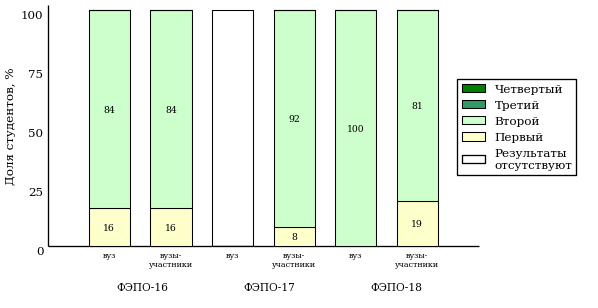 Доля студентов, %
100
75
50
25
0
84
16
84
16
92
8
100
81
19
вуз
вузы-
участники
вуз
вузы-
участники
вуз
вузы-
участники
ФЭПО-16
ФЭПО-17
ФЭПО-18
Четвертый
Третий
Второй
Первый
Результаты
отсутствуют